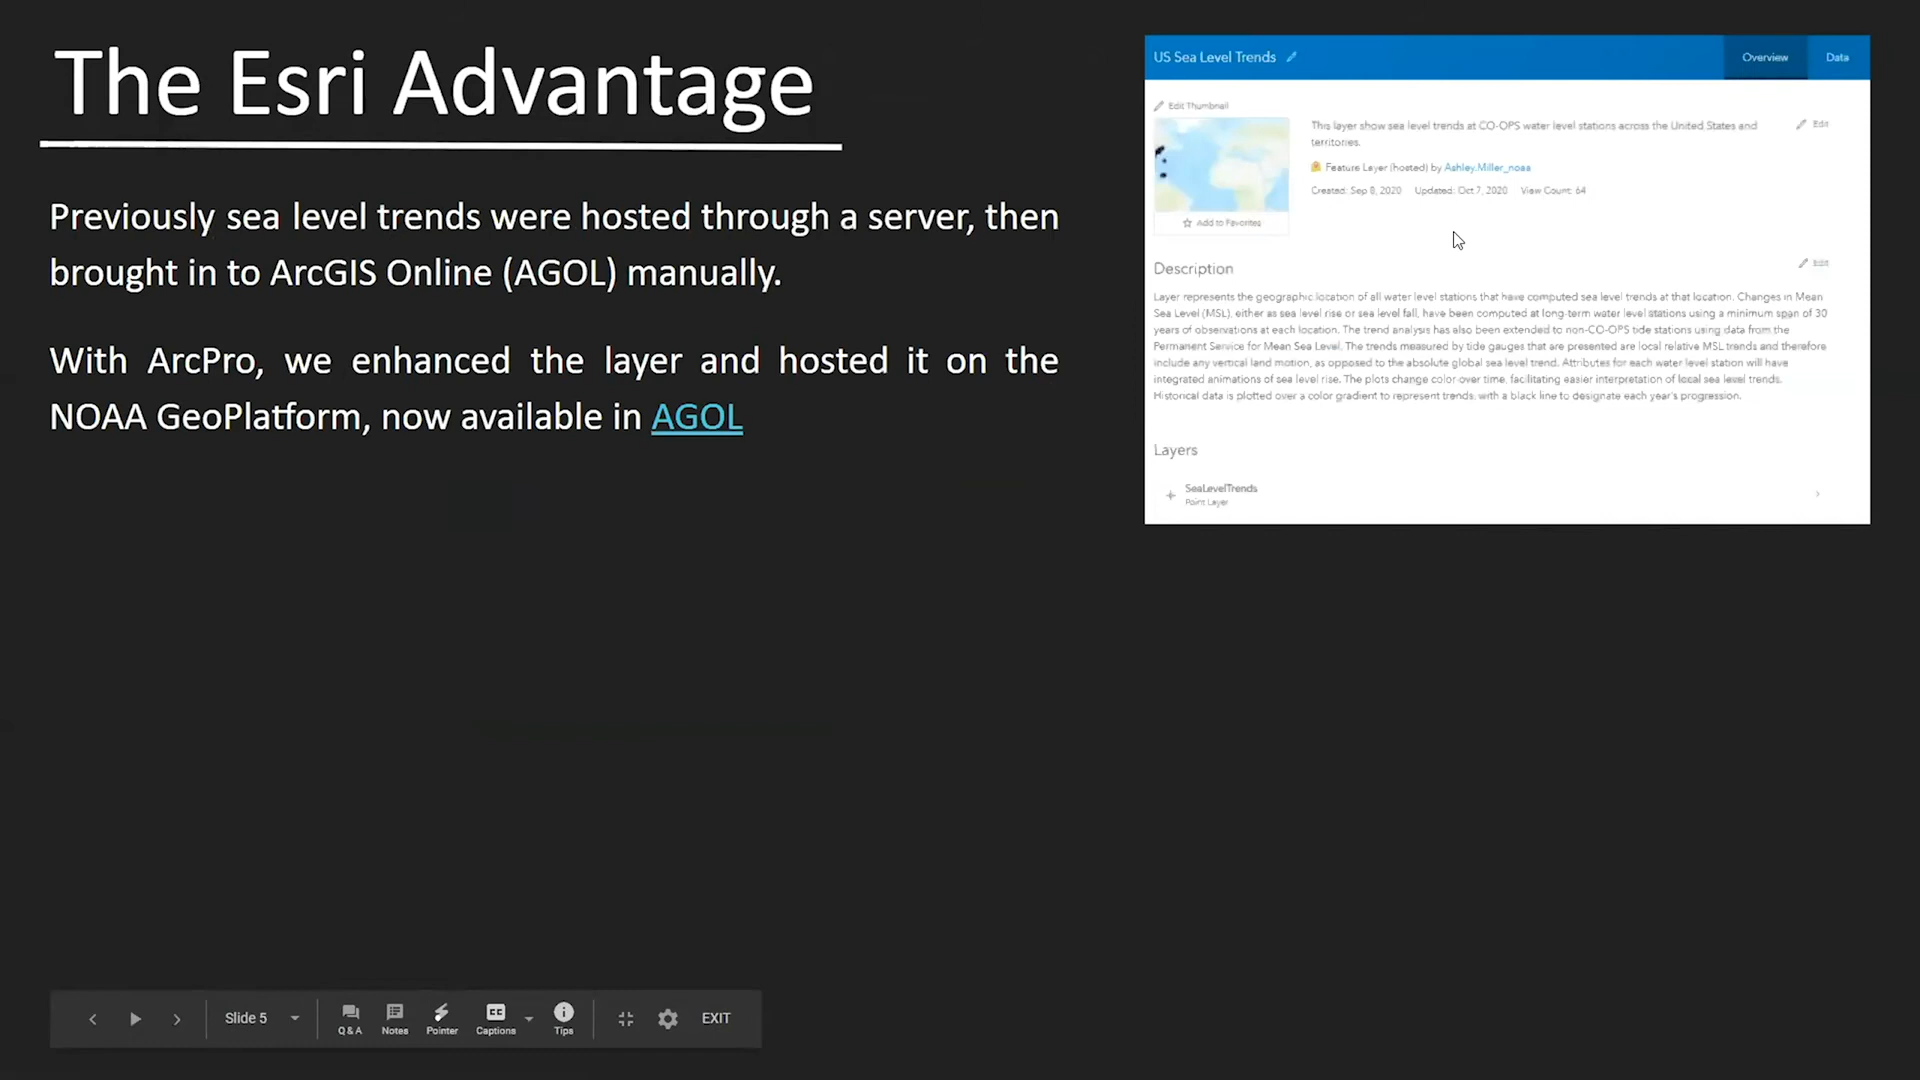 The Esri Advantage
Previously sea level trends were hosted through a server, then
brought in to ArcGIS Online (AGOL) manually.
With ArcPro, we enhanced the layer and hosted it on the
NOAA GeoPlatform, now available in AGOL
US Sea Level Trends
Overview
Data
Edit Thumbnail
This layer show sea level trends at CO-OPS water level stations across the United States and
territories.
Edit
Feature Layer (hosted) by Ashley.Miller_noaa
Created: Sep 8, 2020 Updated: Oct 7, 2020 View Count: 64
Add to Favorites
Description
Edit
Layer represents the geographic location of all water level stations that have computed sea level trends at that location. Changes in Mean
Sea Level (MSL), either as sea level rise or sea level fall, have been computed at long-term water level stations using a minimum span of 30
years of observations at each location. The trend analysis has also been extended to non-CO-OPS tide stations using data from the
Permanent Service for Mean Sea Level. The trends measured by tide gauges that are presented are local relative MSL trends and therefore
include any vertical land motion, as opposed to the absolute global sea level trend. Attributes for each water level station will have
integrated animations of sea level rise. The plots change color over time, facilitating easier interpretation of local sea level trends.
Historical data is plotted over a color gradient to represent trends, with a black line to designate each year's progression.
Layers
SeaLevelTrends
Point Layer
Slide 5
Q & A
Notes
Pointer
CC
Captions
Tips
EXIT